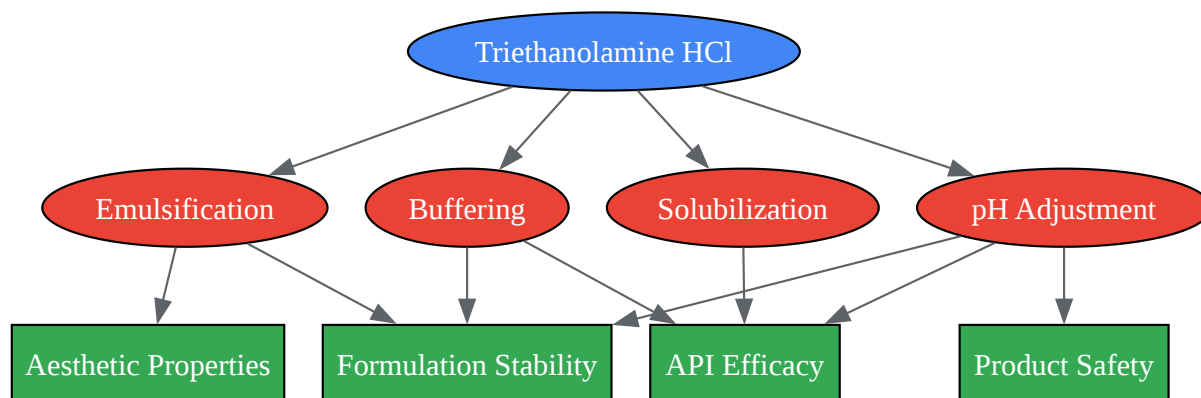 Triethanolamine HCl
Emulsification
Buffering
Solubilization
pH Adjustment
Aesthetic Properties
Formulation Stability
API Efficacy
Product Safety